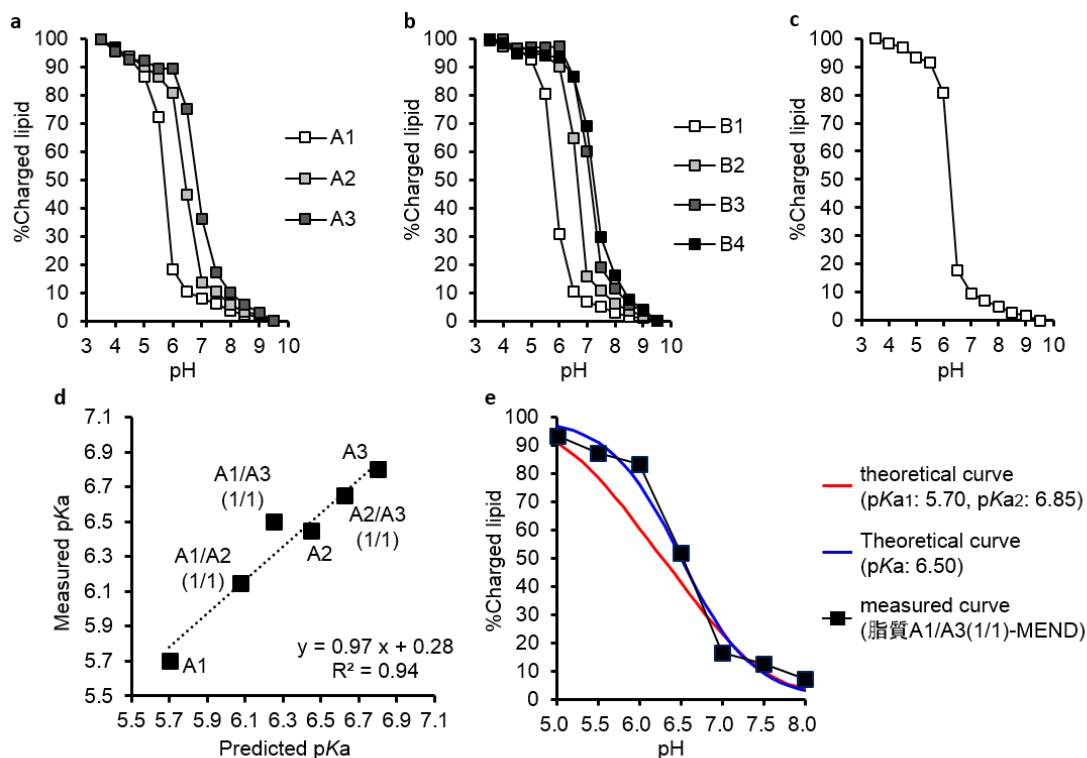 a
100
90
80
70
60
50
40
30
20
10
0
%Charged lipid
3 4 5 6 7 8 9 10
pH
A1
A2
A3
b
100
90
80
70
60
50
40
30
20
10
0
%Charged lipid
3 4 5 6 7 8 9 10
pH
B1
B2
B3
B4
c
100
90
80
70
60
50
40
30
20
10
0
%Charged lipid
3 4 5 6 7 8 9 10
pH
d
7.1
6.9
6.7
6.5
6.3
6.1
5.9
5.7
5.5
Measured pKa
A3
A1/A3
(1/1)
A2/A3
(1/1)
A2
A1/A2
(1/1)
A1
y = 0.97 x + 0.28
R² = 0.94
5.5 5.7 5.9 6.1 6.3 6.5 6.7 6.9 7.1
Predicted pKa
e
100
90
80
70
60
50
40
30
20
10
0
%Charged lipid
5.0 5.5 6.0 6.5 7.0 7.5 8.0
pH
theoretical curve
(pKa1: 5.70, pKa2: 6.85)
Theoretical curve
(pKa: 6.50)
measured curve
(脂質A1/A3(1/1)-MEND)